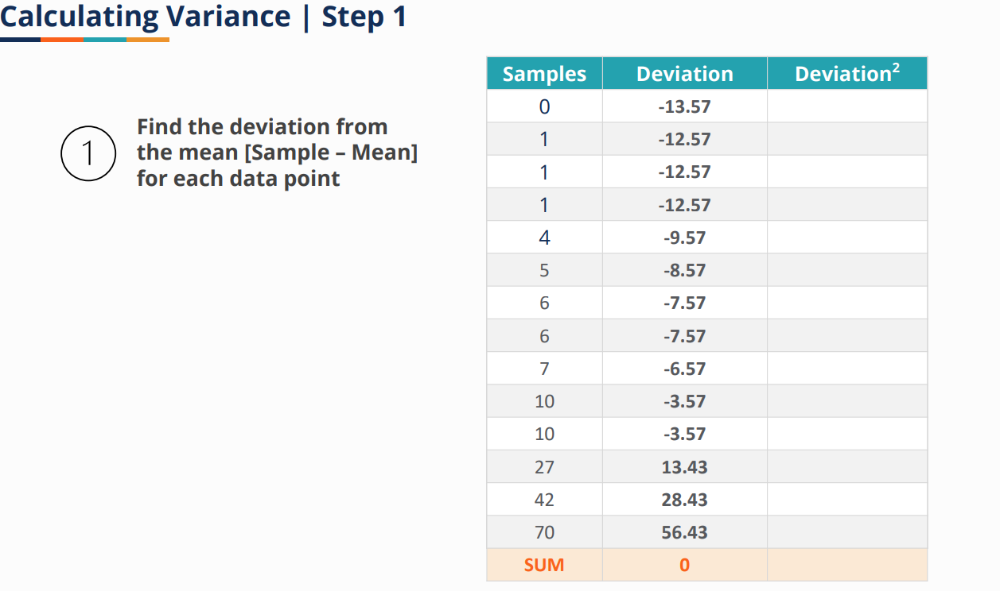 Calculating Variance | Step 1
1
Find the deviation from
the mean [Sample – Mean]
for each data point
Samples Deviation Deviation²
0 -13.57
1 -12.57
1 -12.57
1 -12.57
4 -9.57
5 -8.57
6 -7.57
6 -7.57
7 -6.57
10 -3.57
10 -3.57
27 13.43
42 28.43
70 56.43
SUM 0